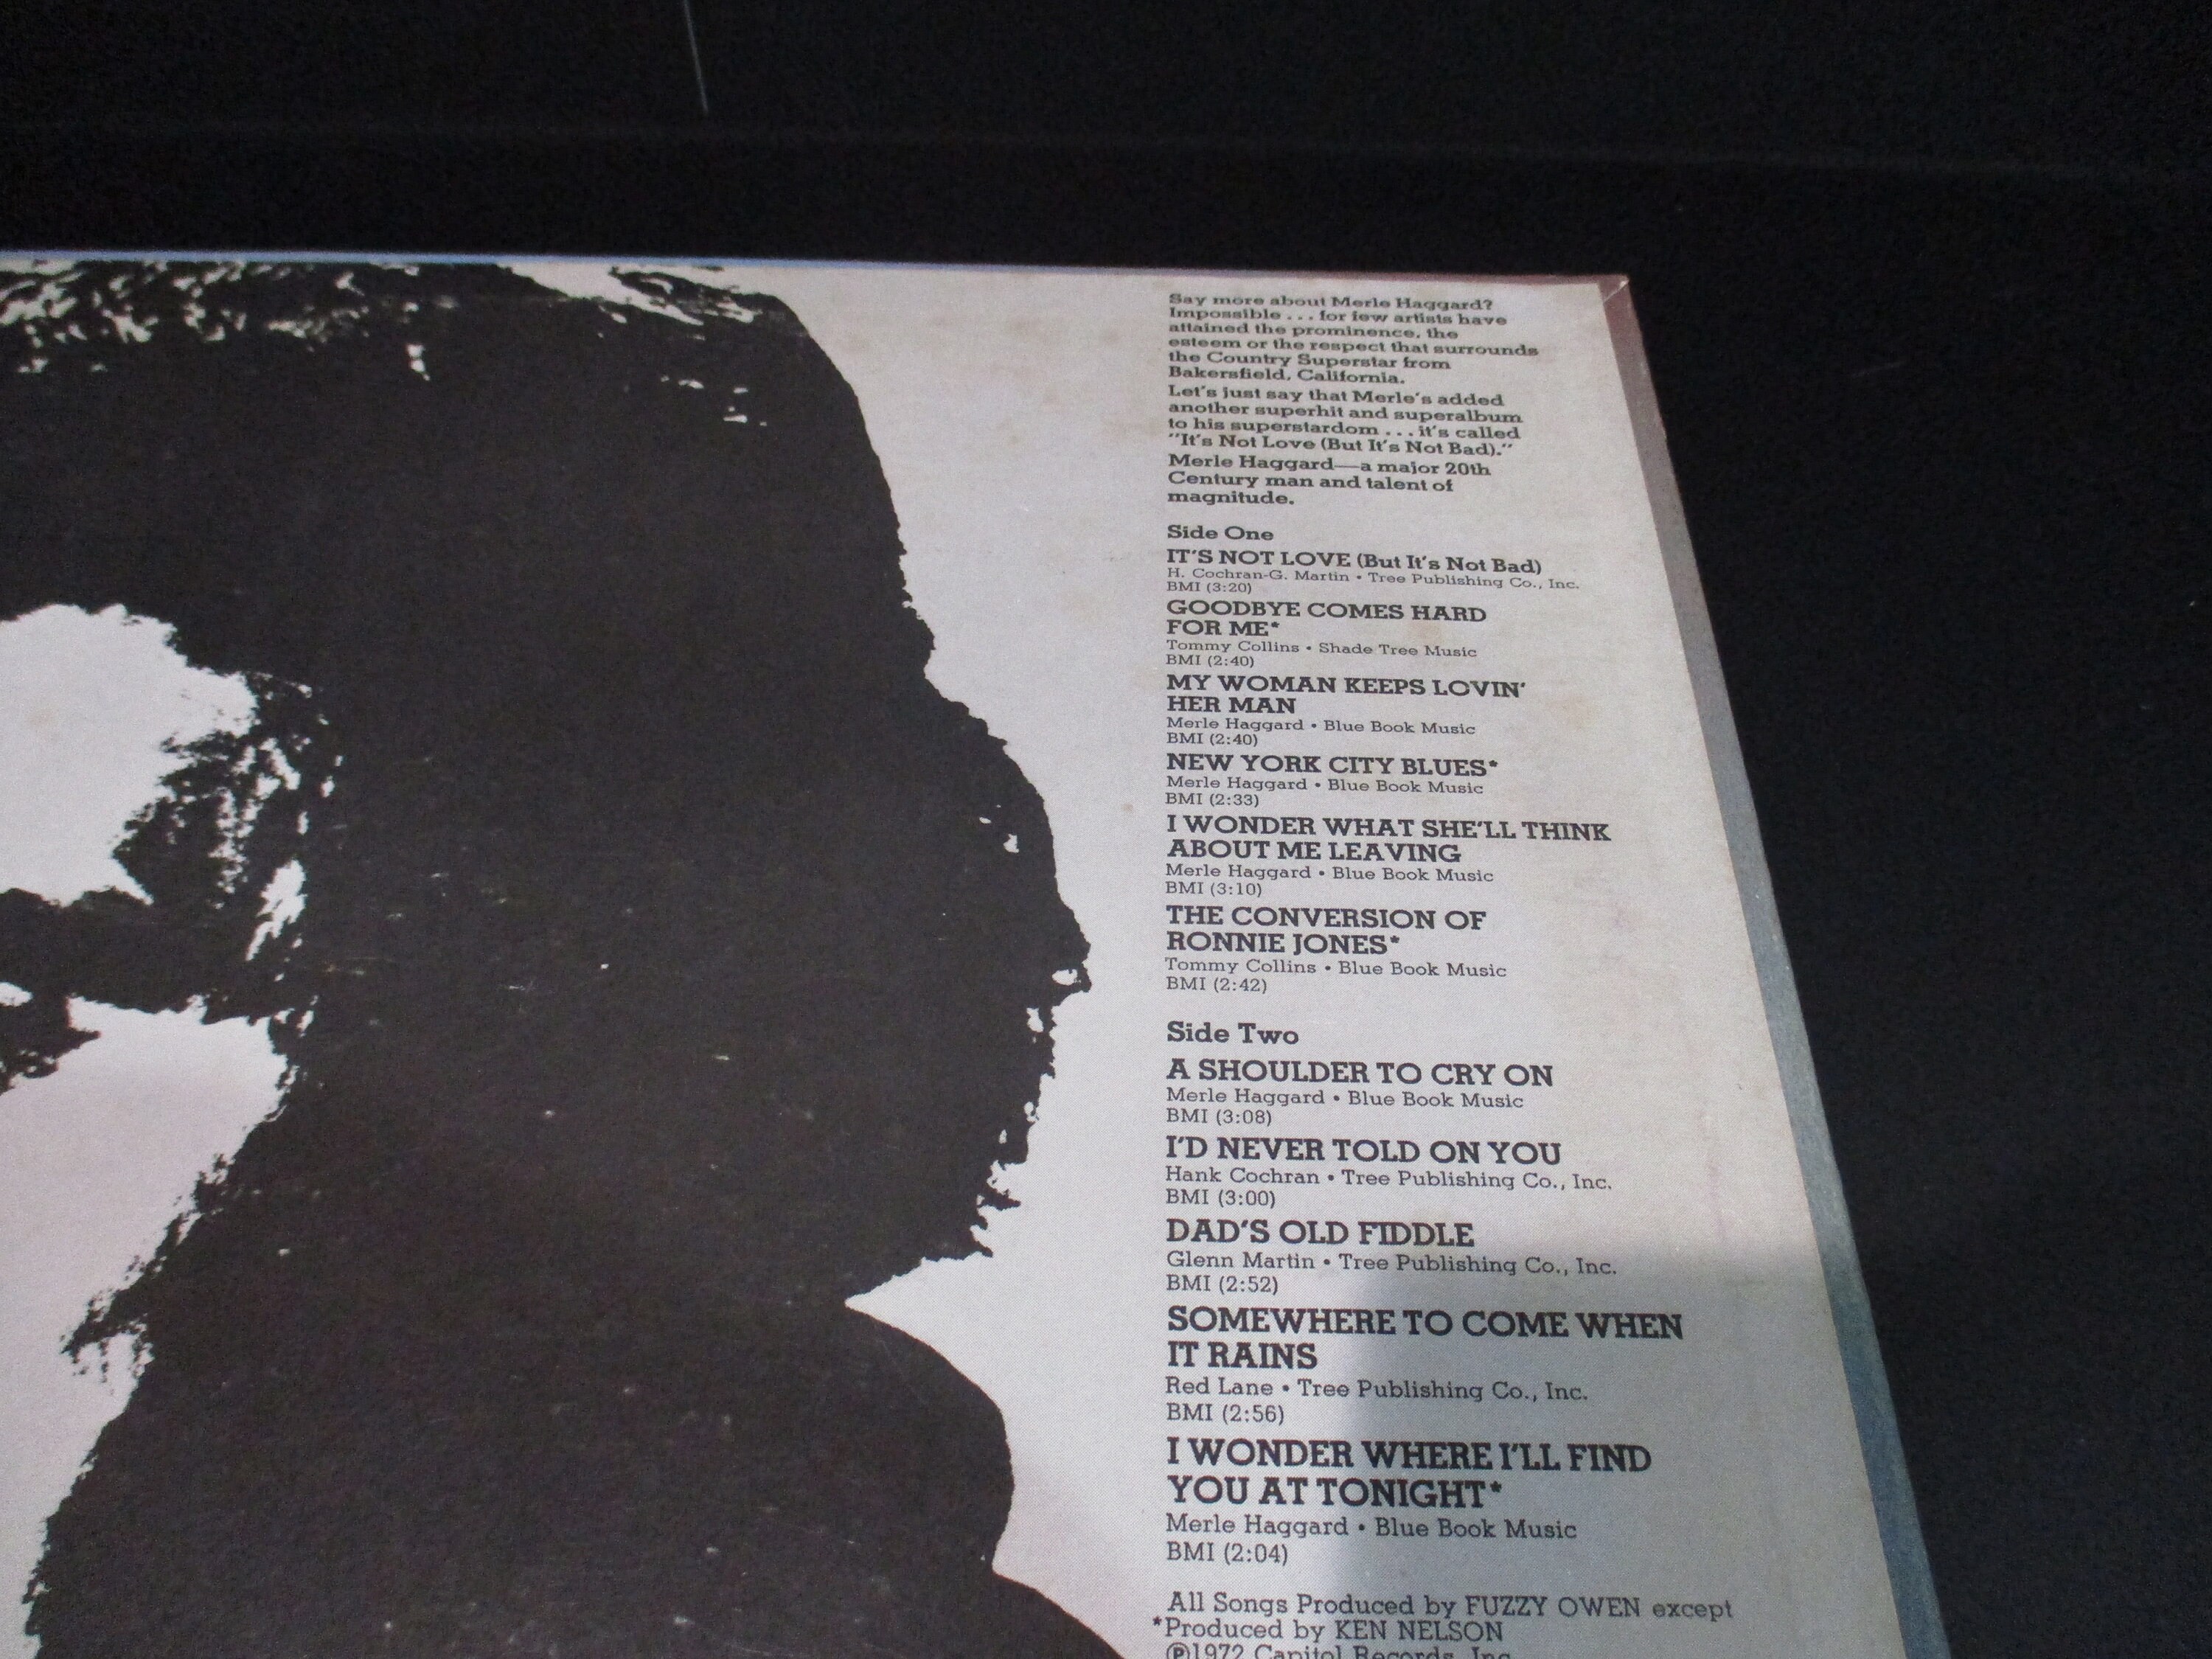 Say more about Merle Haggard?
Impossible . . . for few artists have
attained the prominence, the
esteem or the respect that surrounds
the Country Superstar from
Bakersfield, California.
Let's just say that Merle's added
another superhit and superalbum
to his superstardom . . . it's called
"It's Not Love (But It's Not Bad)."
Merle Haggard—a major 20th
Century man and talent of
magnitude.
Side One
IT'S NOT LOVE (But It's Not Bad)
H. Cochran-G. Martin • Tree Publishing Co., Inc.
BMI (3:20)
GOODBYE COMES HARD
FOR ME*
Tommy Collins • Shade Tree Music
BMI (2:40)
MY WOMAN KEEPS LOVIN'
HER MAN
Merle Haggard • Blue Book Music
BMI (2:40)
NEW YORK CITY BLUES*
Merle Haggard • Blue Book Music
BMI (2:33)
I WONDER WHAT SHE'LL THINK
ABOUT ME LEAVING
Merle Haggard • Blue Book Music
BMI (3:10)
THE CONVERSION OF
RONNIE JONES*
Tommy Collins • Blue Book Music
BMI (2:42)
Side Two
A SHOULDER TO CRY ON
Merle Haggard • Blue Book Music
BMI (3:08)
I'D NEVER TOLD ON YOU
Hank Cochran • Tree Publishing Co., Inc.
BMI (3:00)
DAD'S OLD FIDDLE
Glenn Martin • Tree Publishing Co., Inc.
BMI (2:52)
SOMEWHERE TO COME WHEN
IT RAINS
Red Lane • Tree Publishing Co., Inc.
BMI (2:56)
I WONDER WHERE I'LL FIND
YOU AT TONIGHT*
Merle Haggard • Blue Book Music
BMI (2:04)
All Songs Produced by FUZZY OWEN except
*Produced by KEN NELSON
℗1972 Capitol Records, Inc.